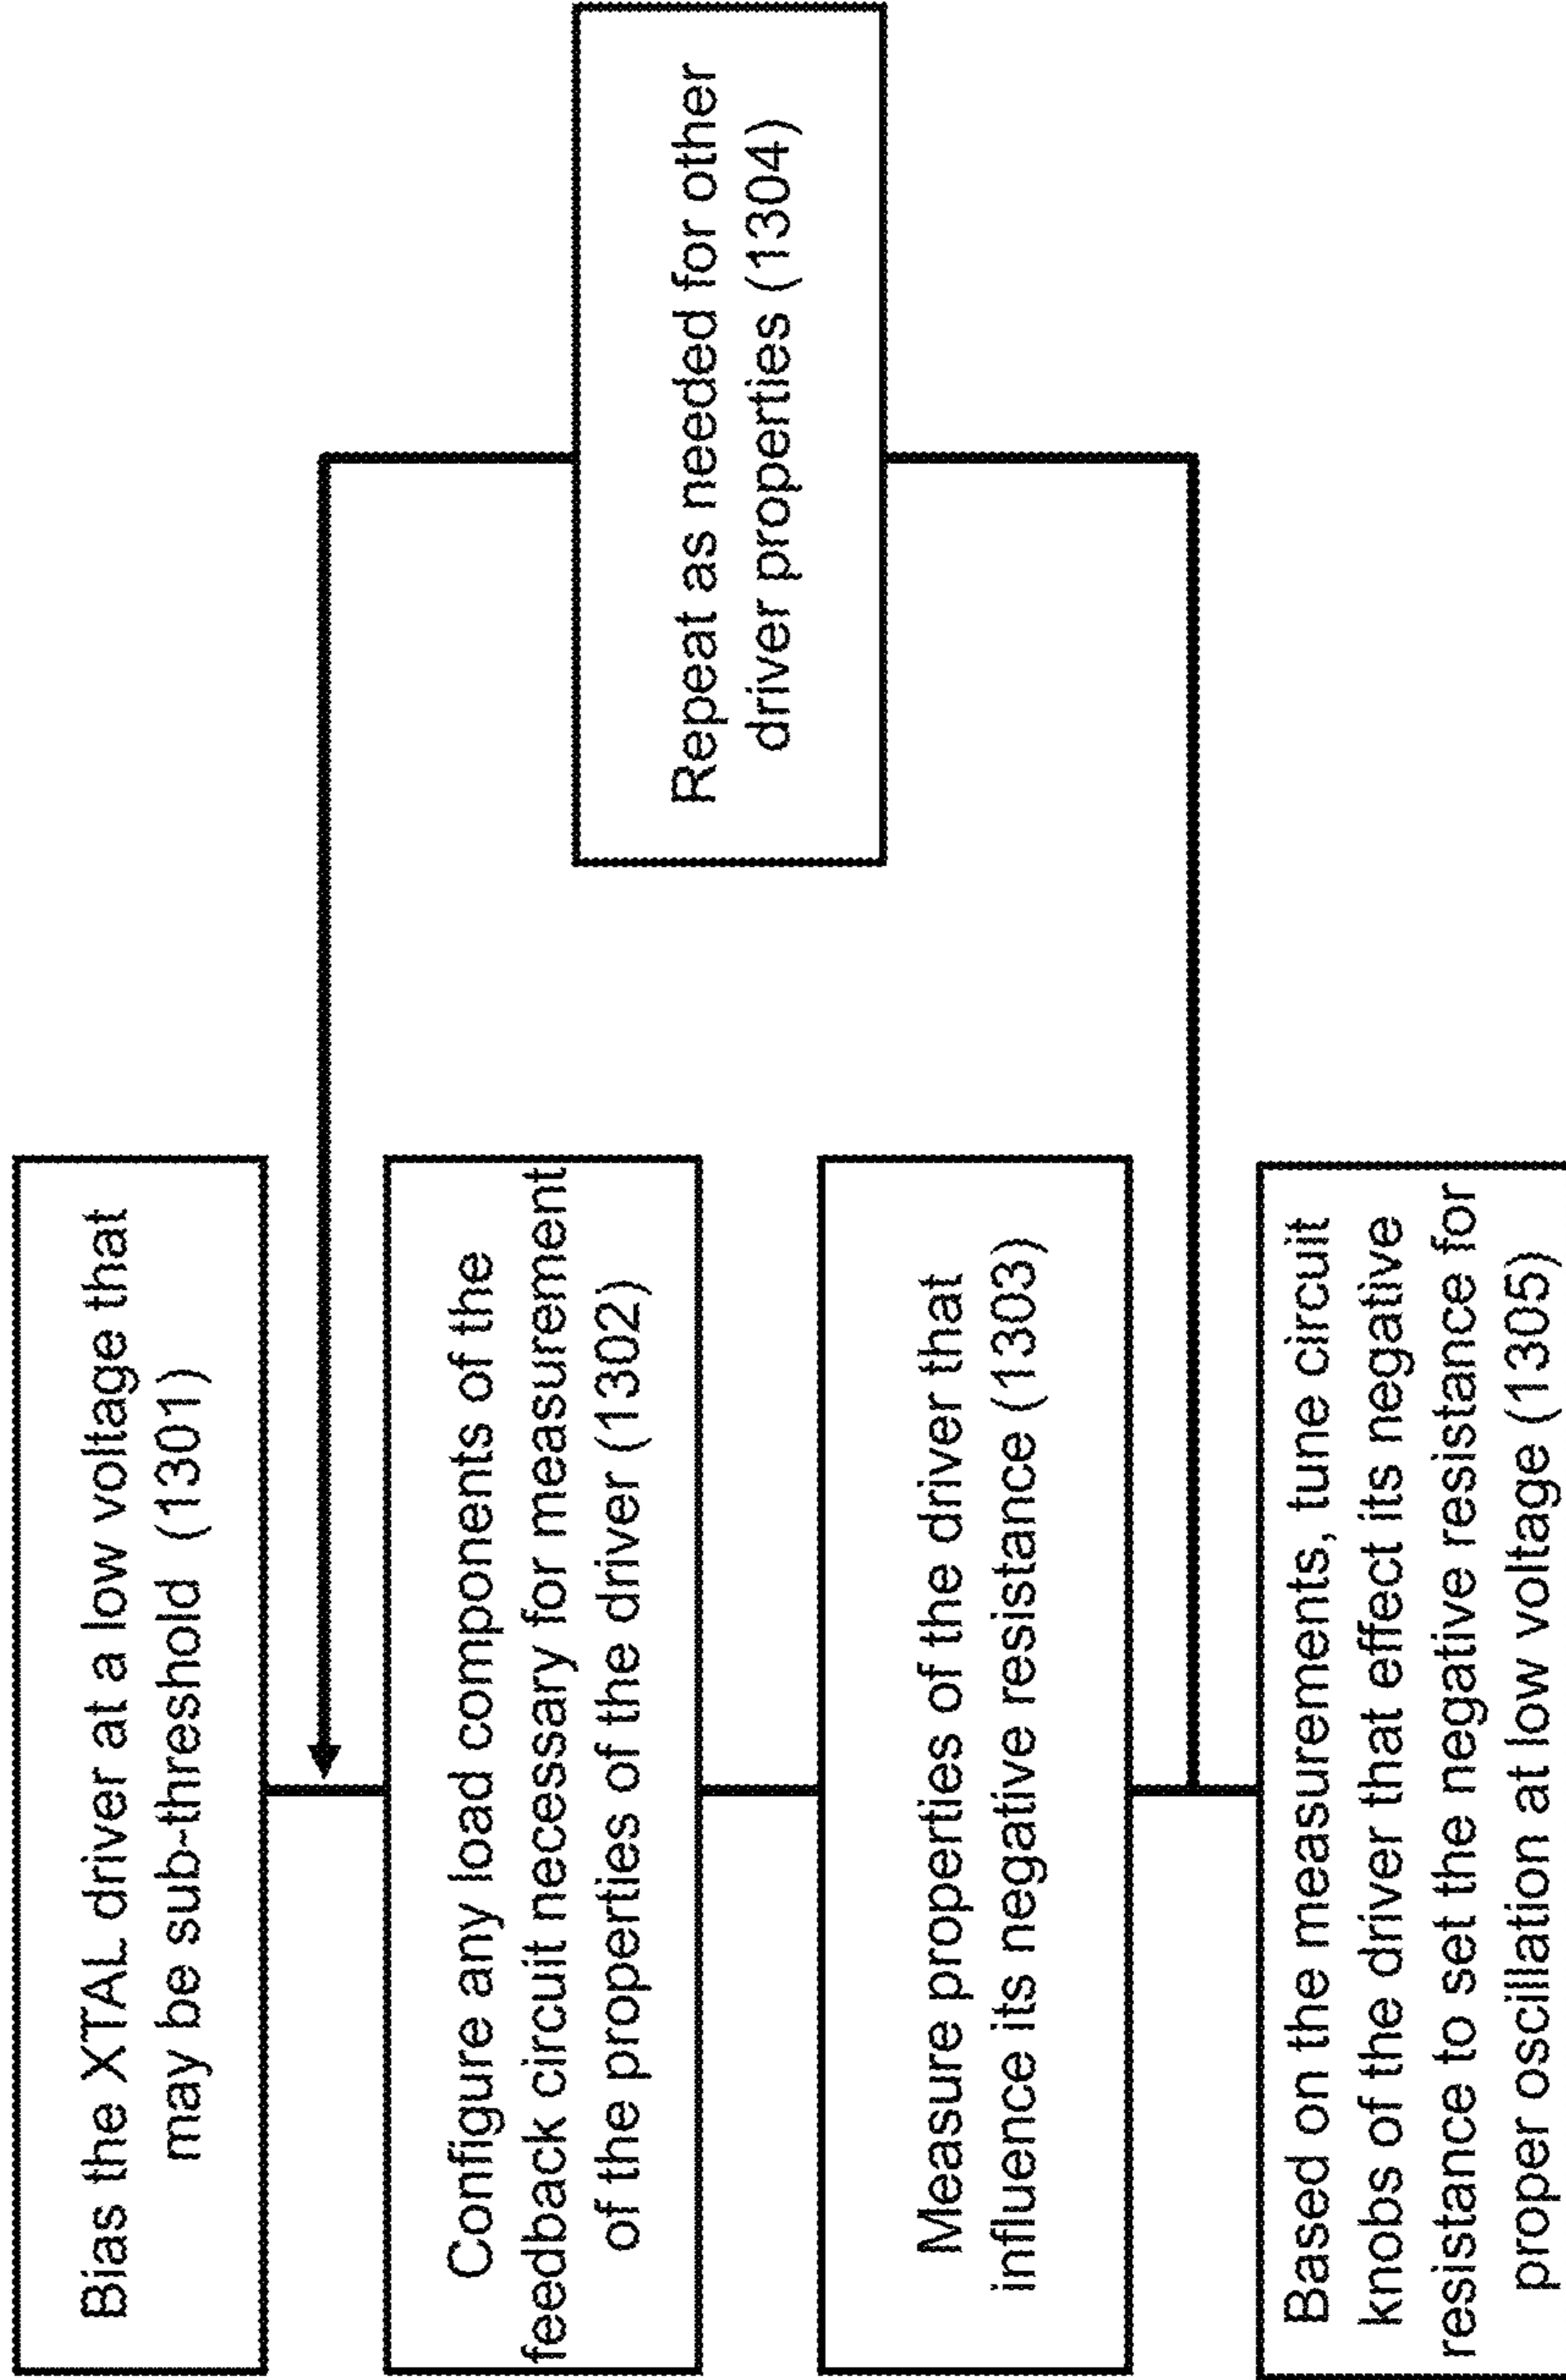 Bias the XTAL driver at a low voltage that
may be sub-threshold (1301)
Configure any load components of the
feedback circuit necessary for measurement
of the properties of the driver (1302)
Measure properties of the driver that
influence its negative resistance (1303)
Repeat as needed for other
driver properties (1304)
Based on the measurements, tune circuit
knobs of the driver that effect its negative
resistance to set the negative resistance for
proper oscillation at low voltage (1305)